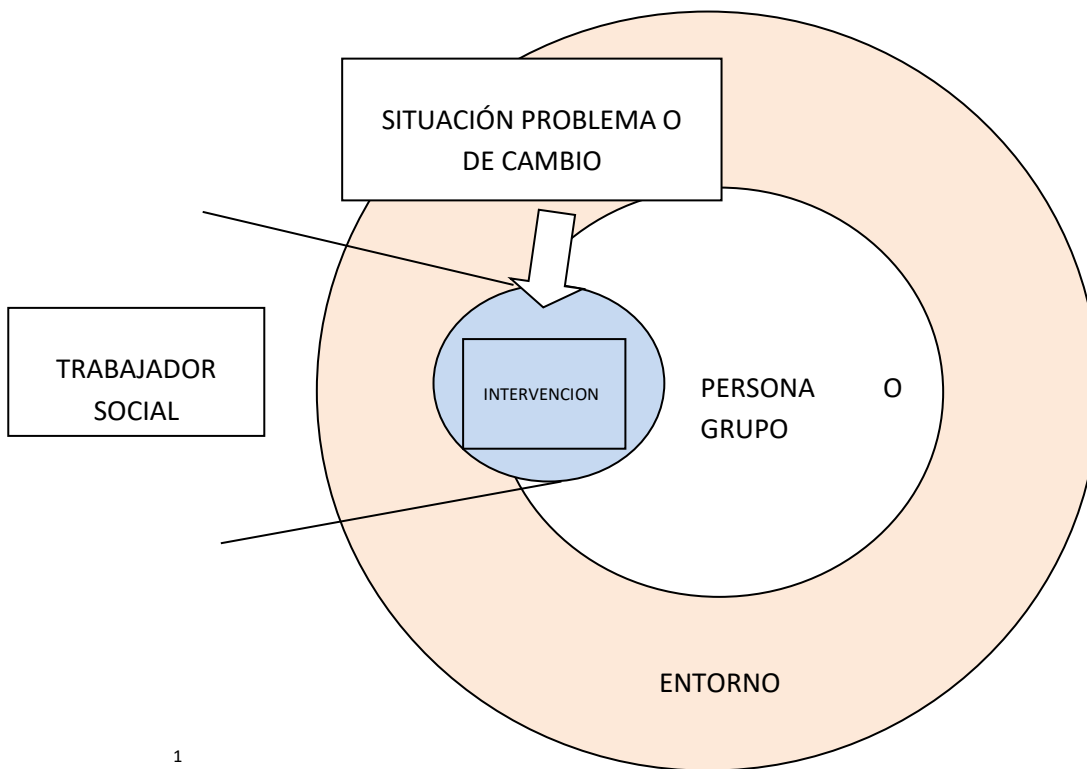 SITUACIÓN PROBLEMA O
DE CAMBIO
TRABAJADOR
SOCIAL
INTERVENCION
PERSONA O
GRUPO
ENTORNO
1